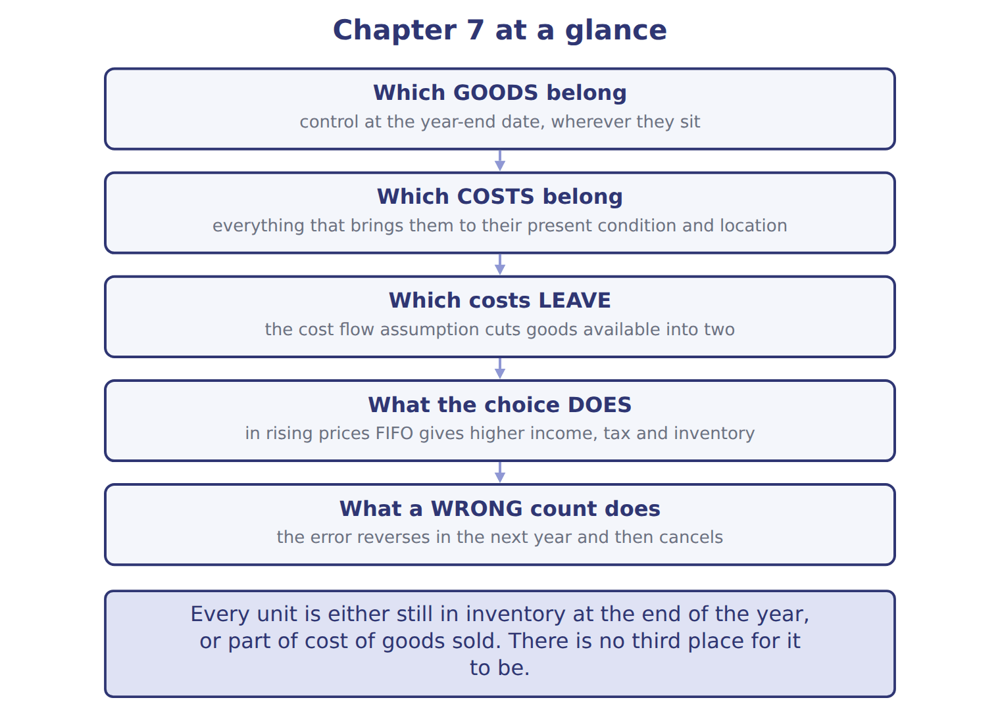 Chapter 7 at a glance
Which GOODS belong
control at the year-end date, wherever they sit
Which COSTS belong
everything that brings them to their present condition and location
Which costs LEAVE
the cost flow assumption cuts goods available into two
What the choice DOES
in rising prices FIFO gives higher income, tax and inventory
What a WRONG count does
the error reverses in the next year and then cancels
Every unit is either still in inventory at the end of the year,
or part of cost of goods sold. There is no third place for it
to be.